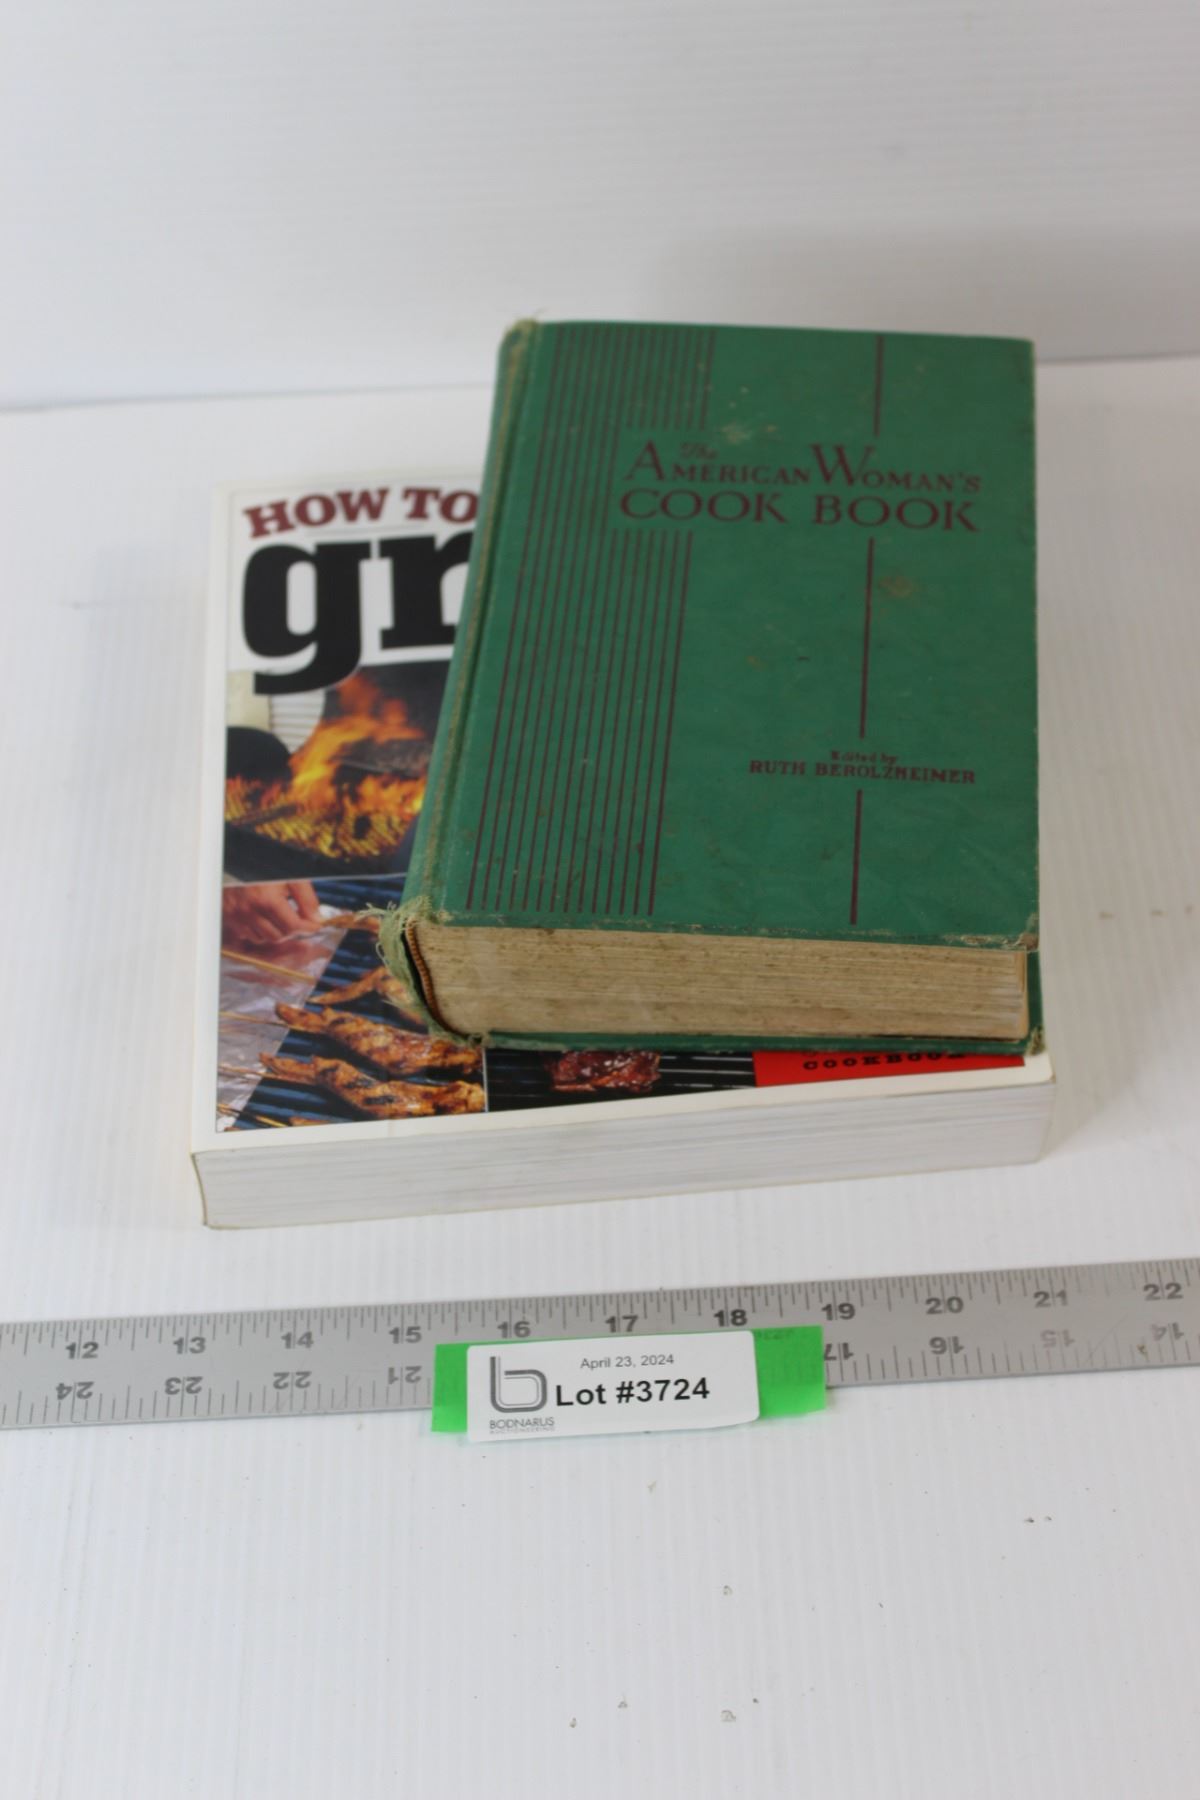 The
AMERICAN WOMAN'S
COOK BOOK
Edited by
RUTH BEROLZHEIMER
HOW TO
gr
COOKBOOK
12 13 14 15 16 17 18 19 20 21 22
24 23 22 21 17 16 15 14
April 23, 2024
Lot #3724
BODNARUS
AUCTIONEERING